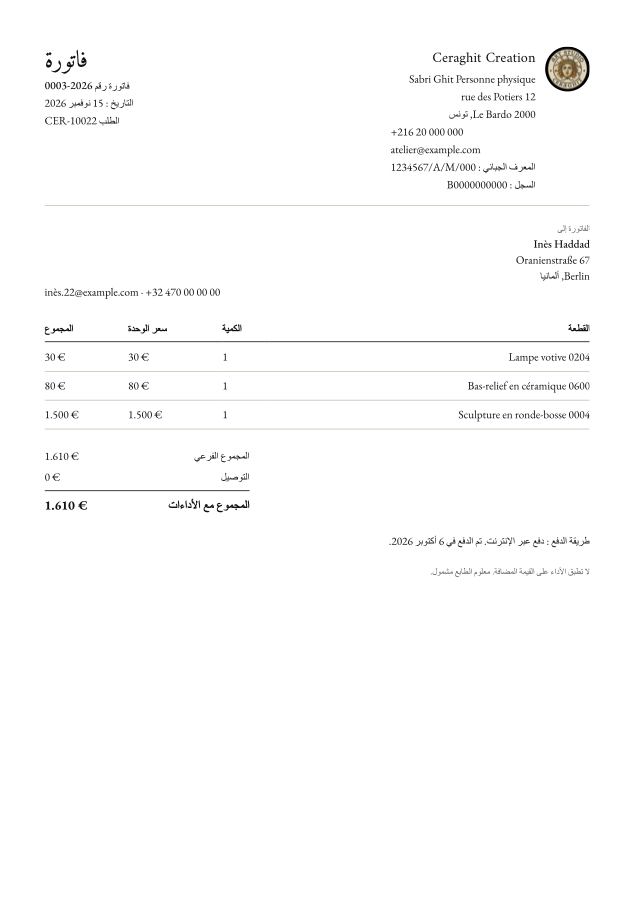 Ceraghit Creation
Sabri Ghit Personne physique
rue des Potiers 12
Le Bardo 2000, تونس
+216 20 000 000
atelier@example.com
المعرف الجبائي : 1234567/A/M/000
السجل : B0000000000
فاتورة
فاتورة رقم 2026-0003
التاريخ : 15 نوفمبر 2026
الطلب CER-10022
الفاتورة إلى
Inès Haddad
Oranienstraße 67
Berlin, ألمانيا
inès.22@example.com · +32 470 00 00 00
القطعة الكمية سعر الوحدة المجموع
Lampe votive 0204 1 30 € 30 €
Bas-relief en céramique 0600 1 80 € 80 €
Sculpture en ronde-bosse 0004 1 1.500 € 1.500 €
المجموع الفرعي 1.610 €
التوصيل 0 €
المجموع مع الأداءات 1.610 €
طريقة الدفع : دفع عبر الإنترنت. تم الدفع في 6 أكتوبر 2026.
لا تطبق الأداء على القيمة المضافة. معلوم الطابع مشمول.